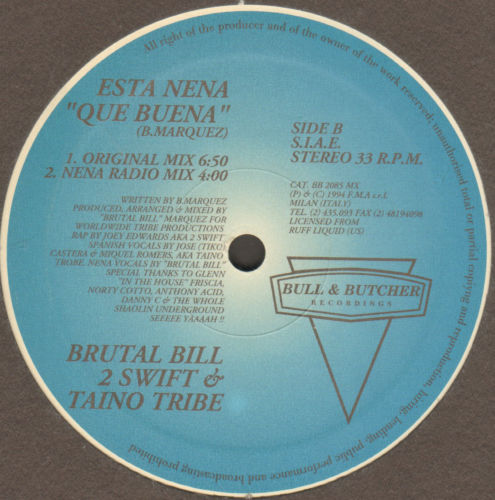 All right of the producer and of the owner of the work reserved; unauthorised total or partial copying and reproduction, hiring, lending, public performance and broadcasting prohibited
ESTA NENA
"QUE BUENA"
(B.MARQUEZ)
1. ORIGINAL MIX 6:50
2. NENA RADIO MIX 4:00
WRITTEN BY B.MARQUEZ
PRODUCED, ARRANGED & MIXED BY
"BRUTAL BILL" MARQUEZ FOR
WORLDWIDE TRIBE PRODUCTIONS
RAP BY JOEY EDWARDS AKA 2 SWIFT
SPANISH VOCALS BY JOSE (TIKU)
CASTERA & MIQUEL ROMERS, AKA TAINO
TROBE. NENA VOCALS BY "BRUTAL BILL"
SPECIAL THANKS TO GLENN
"IN THE HOUSE" FRISCIA,
NORTY COTTO, ANTHONY ACID,
DANNY C & THE WHOLE
SHAOLIN UNDERGROUND
SEFEFE YAAAAH !!
BRUTAL BILL
2 SWIFT &
TAINO TRIBE
SIDE B
S.I.A.E.
STEREO 33 R.P.M.
CAT. BB 2085 MX
(P) & (C) 1994 F.M.A s.r.l.
MILAN (ITALY)
TEL. (2) 435.093 FAX (2) 48194098
LICENSED FROM
RUFF LIQUID (US)
BULL & BUTCHER
RECORDINGS